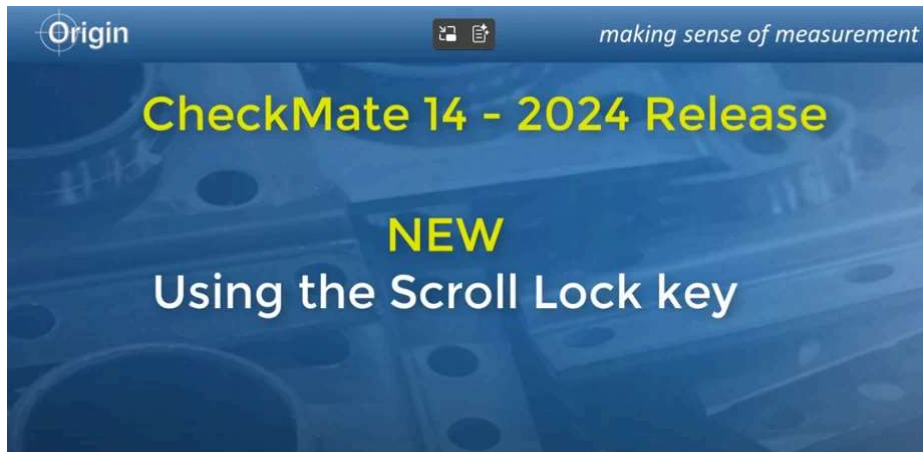 Origin
making sense of measurement
CheckMate 14 - 2024 Release
NEW
Using the Scroll Lock key